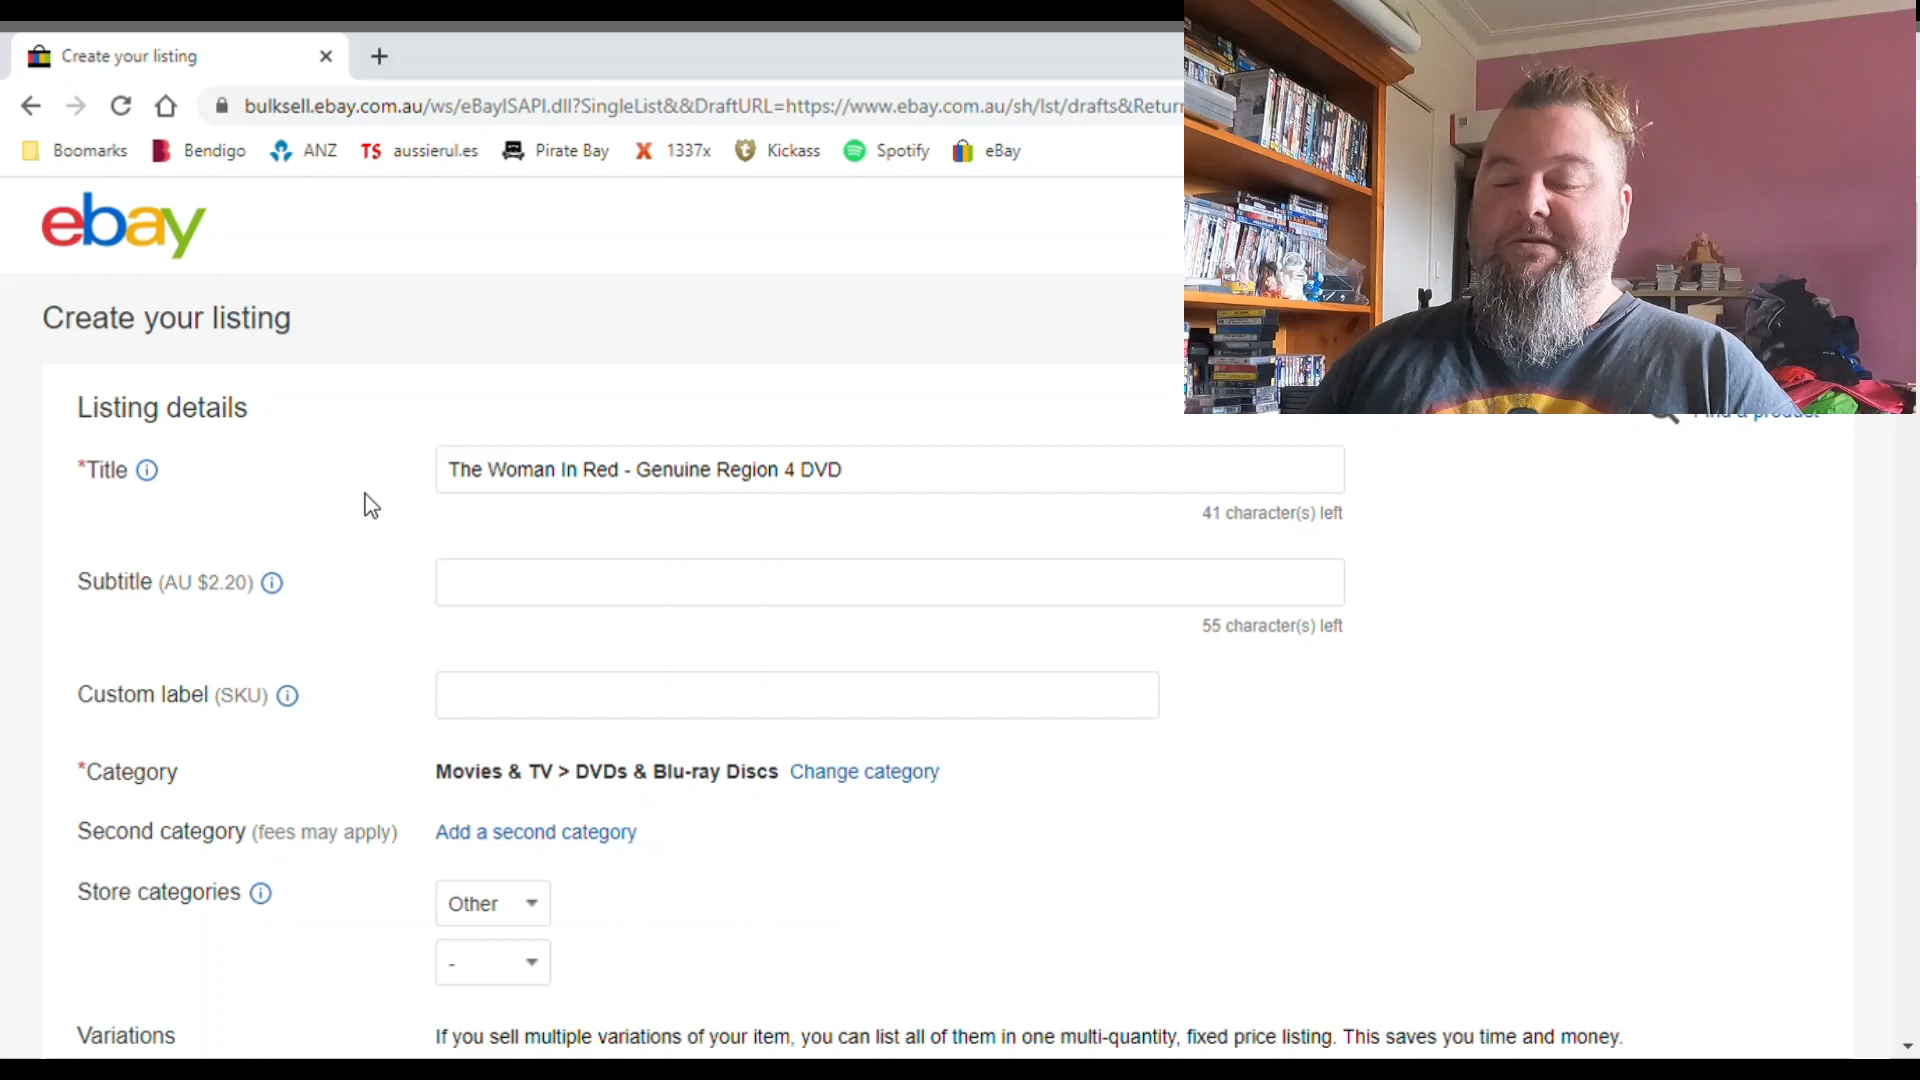 Create your listing
bulksell.ebay.com.au/ws/eBayISAPI.dll?SingleList&&DraftURL=https://www.ebay.com.au/sh/lst/drafts&Retur
Boomarks Bendigo ANZ TS aussierul.es Pirate Bay 1337x Kickass Spotify eBay
ebay
Create your listing
Listing details
Find a product
*Title The Woman In Red - Genuine Region 4 DVD
41 character(s) left
Subtitle (AU $2.20)
55 character(s) left
Custom label (SKU)
*Category Movies & TV > DVDs & Blu-ray Discs Change category
Second category (fees may apply) Add a second category
Store categories Other
-
Variations If you sell multiple variations of your item, you can list all of them in one multi-quantity, fixed price listing. This saves you time and money.